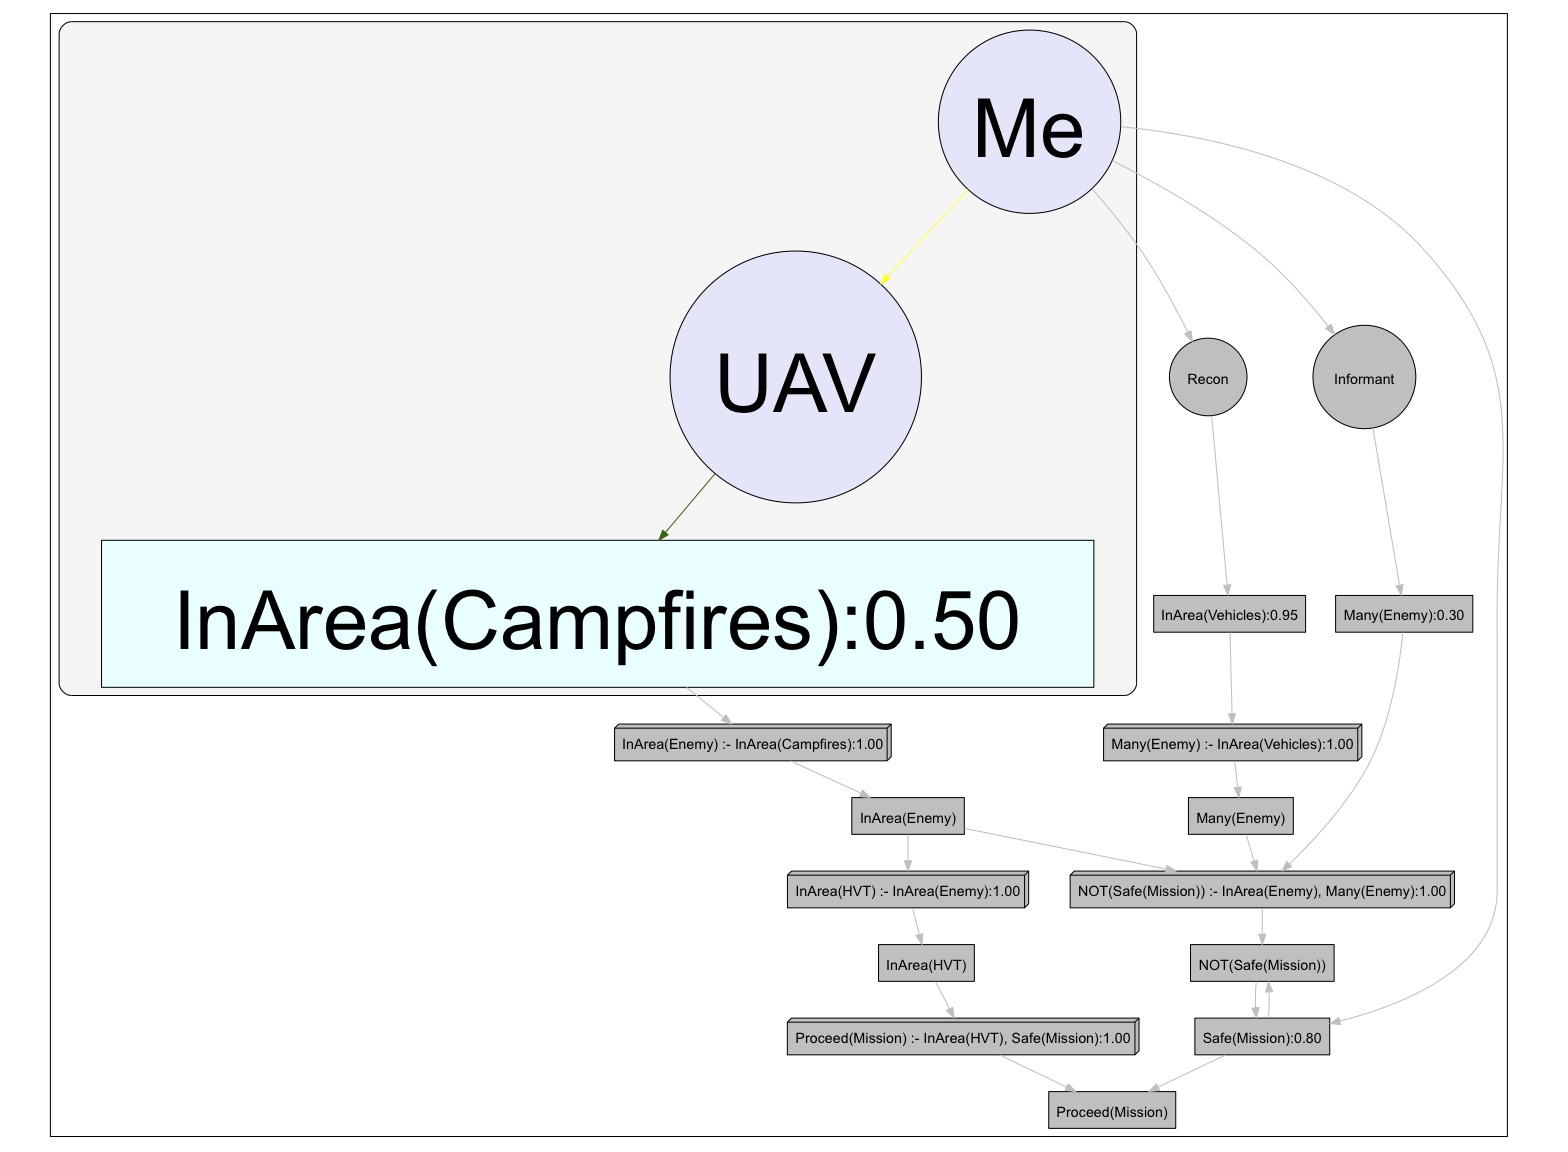 Me
UAV
Recon
Informant
InArea(Campfires):0.50
InArea(Vehicles):0.95
Many(Enemy):0.30
InArea(Enemy) :- InArea(Campfires):1.00
Many(Enemy) :- InArea(Vehicles):1.00
InArea(Enemy)
Many(Enemy)
InArea(HVT) :- InArea(Enemy):1.00
NOT(Safe(Mission)) :- InArea(Enemy), Many(Enemy):1.00
InArea(HVT)
NOT(Safe(Mission))
Proceed(Mission) :- InArea(HVT), Safe(Mission):1.00
Safe(Mission):0.80
Proceed(Mission)